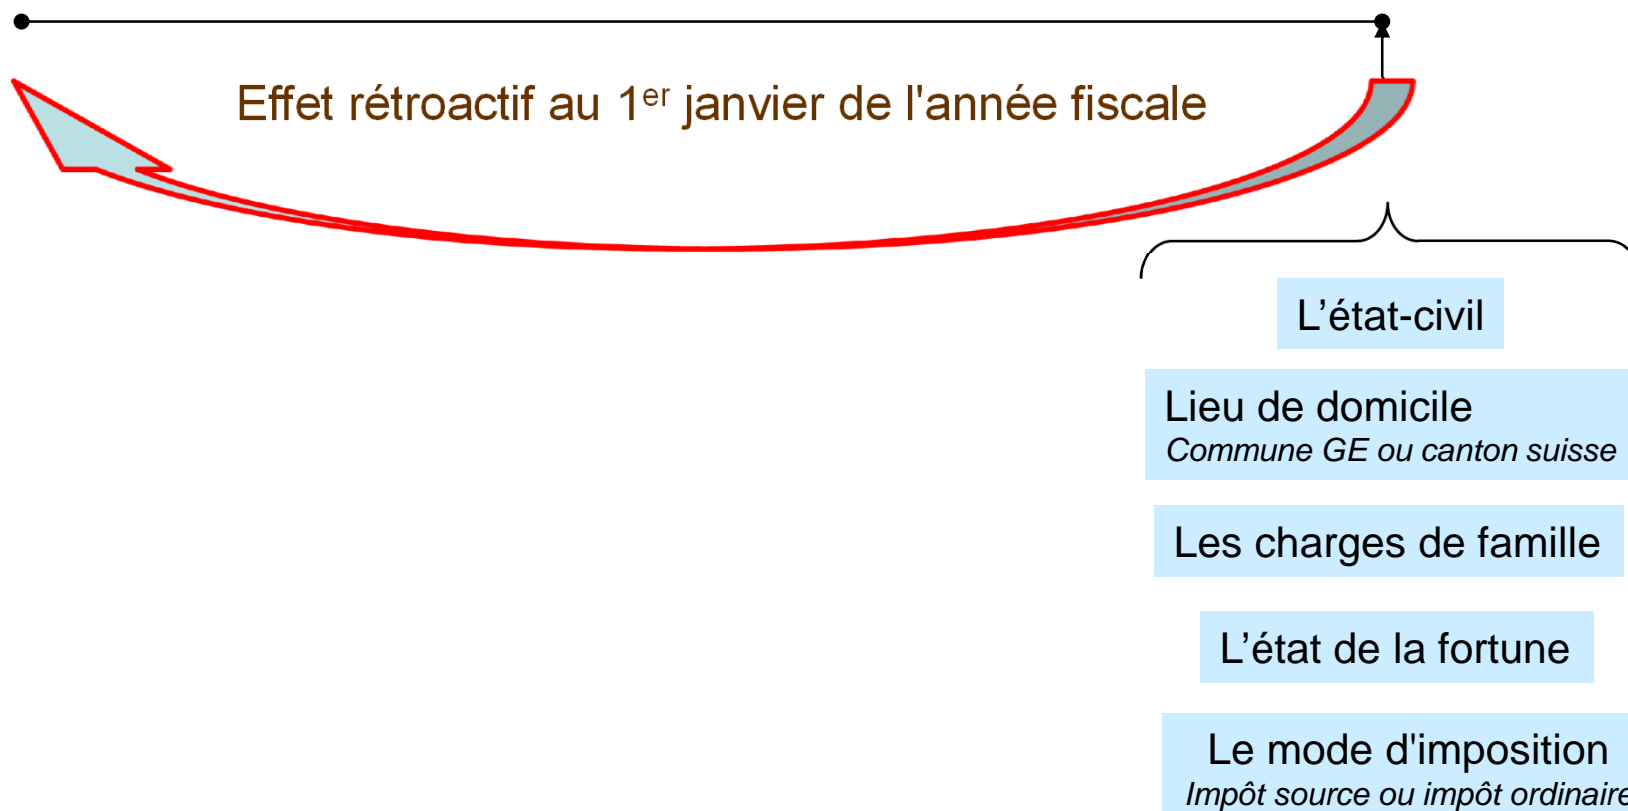 Effet rétroactif au 1er janvier de l'année fiscale
L’état-civil
Lieu de domicile
Commune GE ou canton suisse
Les charges de famille
L’état de la fortune
Le mode d'imposition
Impôt source ou impôt ordinaire